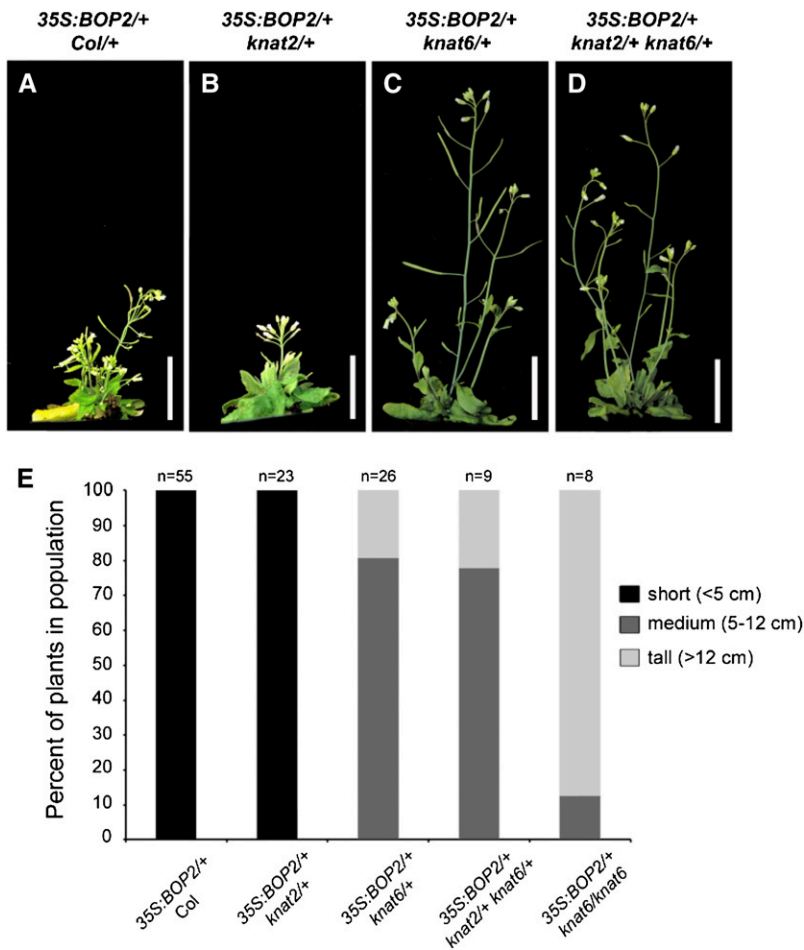 35S:BOP2/+
Col/+
35S:BOP2/+
knat2/+
35S:BOP2/+
knat6/+
35S:BOP2/+
knat2/+ knat6/+
A
B
C
D
E
n=55
n=23
n=26
n=9
n=8
100
90
80
70
60
50
40
30
20
10
0
Percent of plants in population
short (<5 cm)
medium (5-12 cm)
tall (>12 cm)
35S:BOP2/+
Col
35S:BOP2/+
knat2/+
35S:BOP2/+
knat6/+
35S:BOP2/+
knat2/+ knat6/+
35S:BOP2/+
knat6/knat6